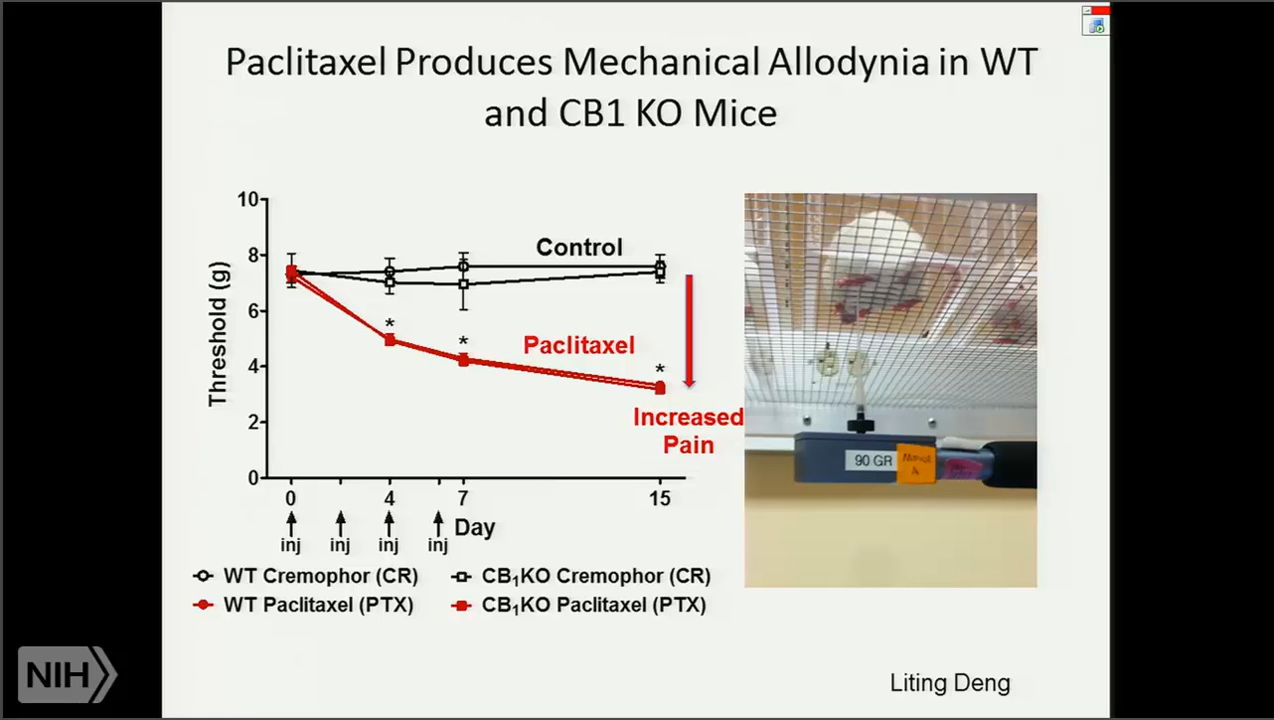 Paclitaxel Produces Mechanical Allodynia in WT
and CB1 KO Mice
10
8
6
4
2
0
Threshold (g)
Control
Paclitaxel
Increased
Pain
*
*
*
0
4
7
15
inj
inj
inj
inj
Day
WT Cremophor (CR)
CB₁KO Cremophor (CR)
WT Paclitaxel (PTX)
CB₁KO Paclitaxel (PTX)
90 GR
NIH
Liting Deng